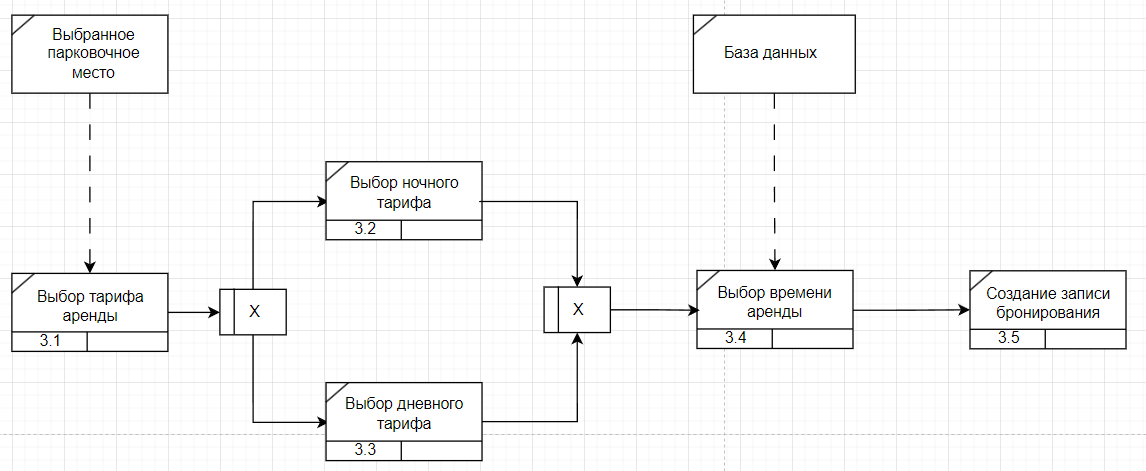 Выбранное
парковочное
место
База данных
Выбор ночного
тарифа
3.2
Выбор тарифа
аренды
3.1
X
X
Выбор времени
аренды
3.4
Создание записи
бронирования
3.5
Выбор дневного
тарифа
3.3